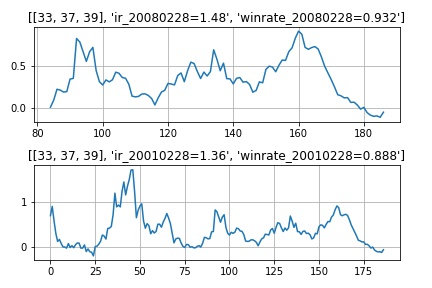 [[33, 37, 39], 'ir_20080228=1.48', 'winrate_20080228=0.932']
0.5
0.0
80 100 120 140 160 180
[[33, 37, 39], 'ir_20010228=1.36', 'winrate_20010228=0.888']
1
0
0 25 50 75 100 125 150 175